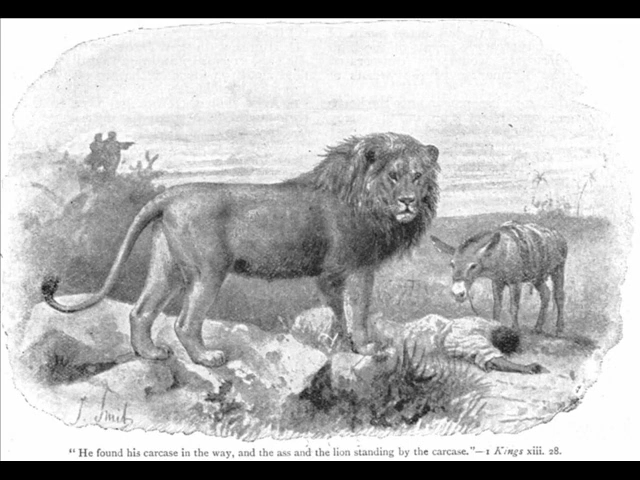 J. Smit
"He found his carcase in the way, and the ass and the lion standing by the carcase."—1 Kings xiii. 28.